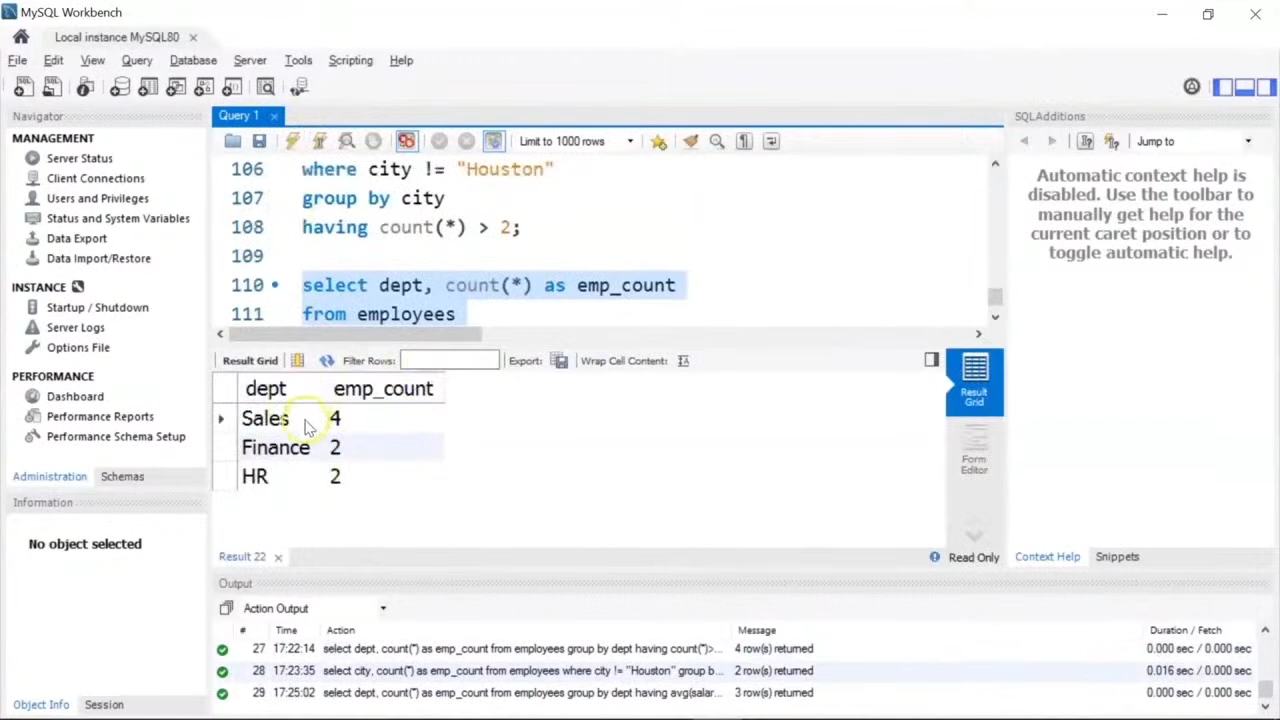 MySQL Workbench
Local instance MySQL80
File Edit View Query Database Server Tools Scripting Help
Navigator
MANAGEMENT
Server Status
Client Connections
Users and Privileges
Status and System Variables
Data Export
Data Import/Restore
INSTANCE
Startup / Shutdown
Server Logs
Options File
PERFORMANCE
Dashboard
Performance Reports
Performance Schema Setup
Administration Schemas
Information
No object selected
Object Info Session
Query 1
Limit to 1000 rows
106 where city != "Houston"
107 group by city
108 having count(*) > 2;
109
110 select dept, count(*) as emp_count
111 from employees
Result Grid Filter Rows: Export: Wrap Cell Content:
dept emp_count
Sales 4
Finance 2
HR 2
Result Grid
Form Editor
Result 22
Read Only
SQLAdditions
Jump to
Automatic context help is
disabled. Use the toolbar to
manually get help for the
current caret position or to
toggle automatic help.
Context Help Snippets
Output
Action Output
# Time Action Message Duration / Fetch
27 17:22:14 select dept, count(*) as emp_count from employees group by dept having count(*)>... 4 row(s) returned 0.000 sec / 0.000 sec
28 17:23:35 select city, count(*) as emp_count from employees where city != "Houston" group b... 2 row(s) returned 0.016 sec / 0.000 sec
29 17:25:02 select dept, count(*) as emp_count from employees group by dept having avg(salar... 3 row(s) returned 0.000 sec / 0.000 sec